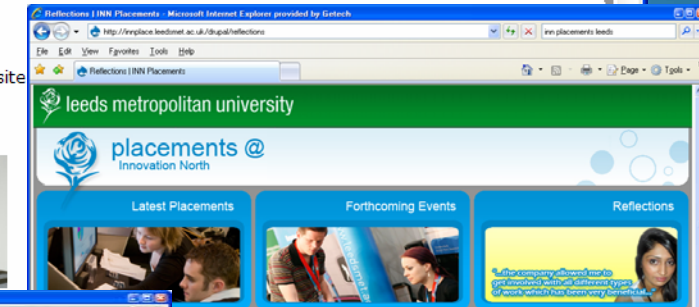 Reflections | INN Placements - Microsoft Internet Explorer provided by Getech
http://innplace.leedsmet.ac.uk/drupal/reflections
inn placements leeds
File Edit View Favorites Tools Help
site
Reflections | INN Placements
Page Tools
leeds metropolitan university
placements @
Innovation North
Latest Placements
Forthcoming Events
Reflections
"...the company allowed me to
get involved with all different types
of work which has been very beneficial..."